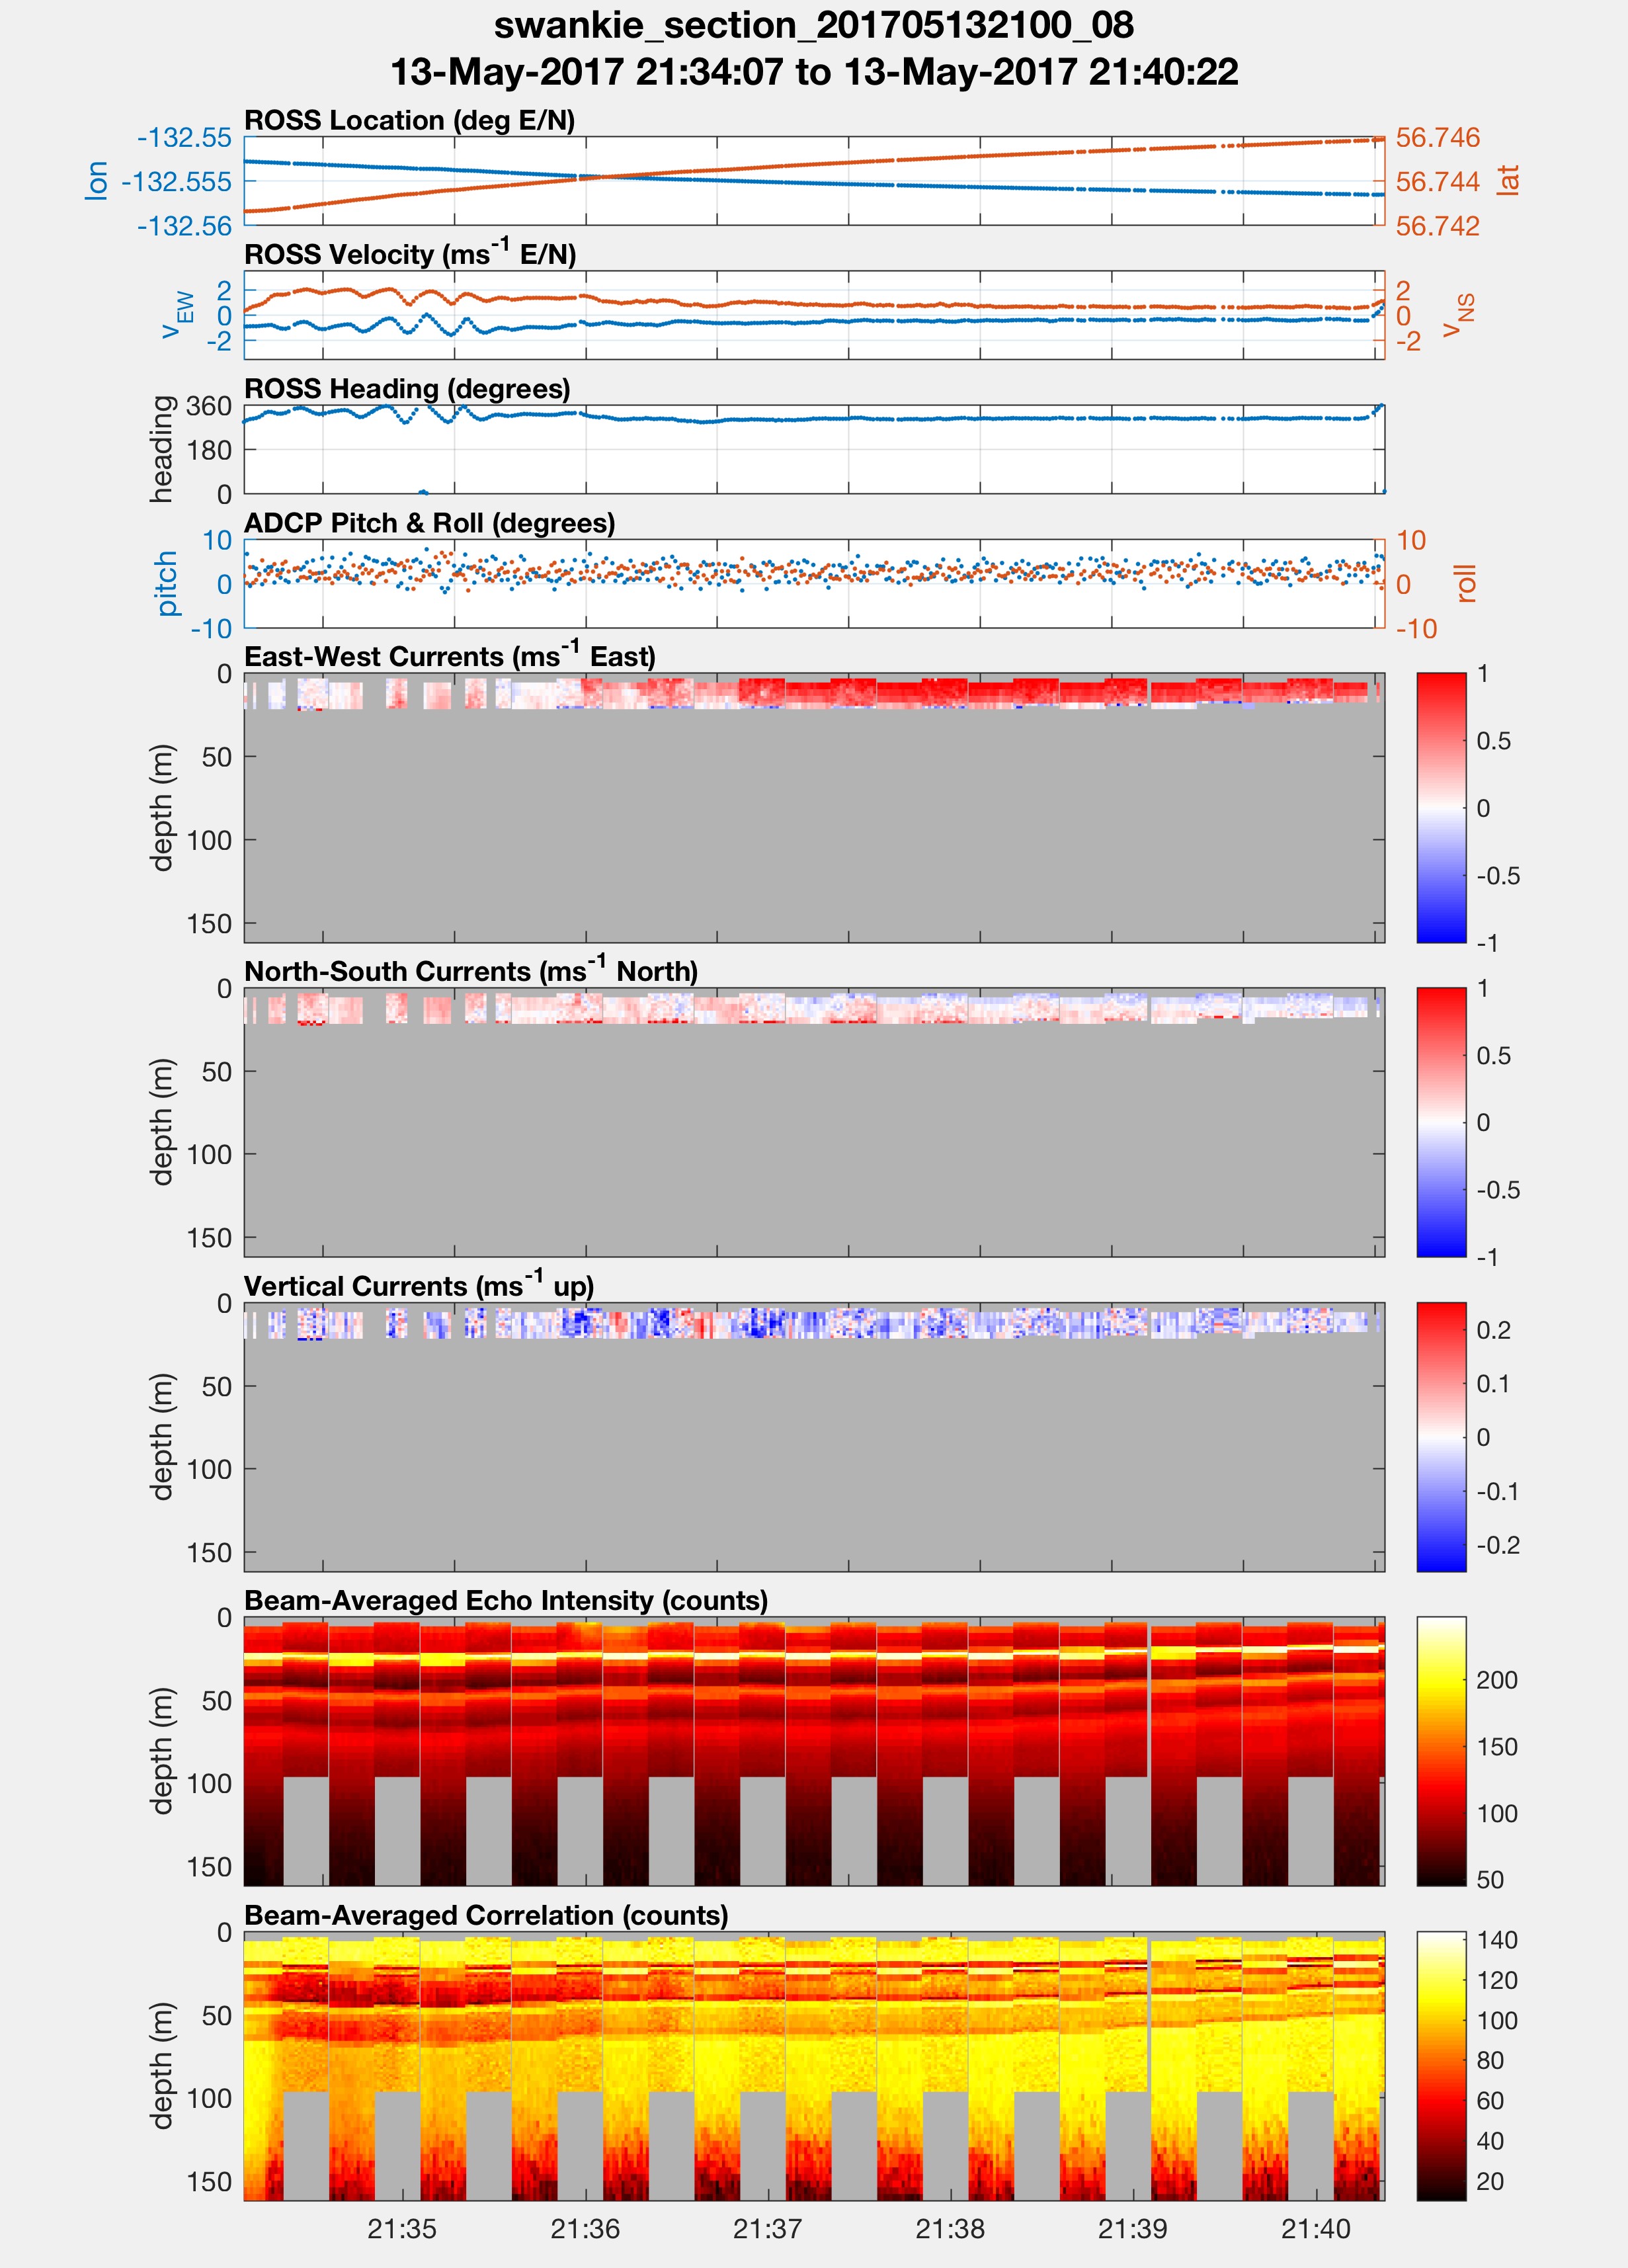 swankie_section_201705132100_08
13-May-2017 21:34:07 to 13-May-2017 21:40:22
ROSS Location (deg E/N)
-132.55
-132.555
-132.56
lon
56.746
56.744
56.742
lat
ROSS Velocity (ms-1 E/N)
2
0
-2
vEW
2
0
-2
vNS
ROSS Heading (degrees)
360
180
0
heading
ADCP Pitch & Roll (degrees)
10
0
-10
pitch
10
0
-10
roll
East-West Currents (ms-1 East)
0
50
100
150
depth (m)
1
0.5
0
-0.5
-1
North-South Currents (ms-1 North)
0
50
100
150
depth (m)
1
0.5
0
-0.5
-1
Vertical Currents (ms-1 up)
0
50
100
150
depth (m)
0.2
0.1
0
-0.1
-0.2
Beam-Averaged Echo Intensity (counts)
0
50
100
150
depth (m)
200
150
100
50
Beam-Averaged Correlation (counts)
0
50
100
150
depth (m)
140
120
100
80
60
40
20
21:35 21:36 21:37 21:38 21:39 21:40